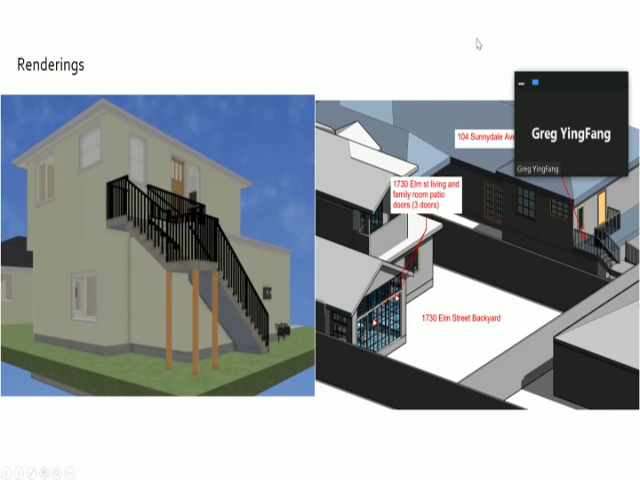 Renderings
104 Sunnydale Ave
Greg YingFang
Greg YingFang
1730 Elm st living and
family room patio
doors (3 doors)
1730 Elm Street Backyard